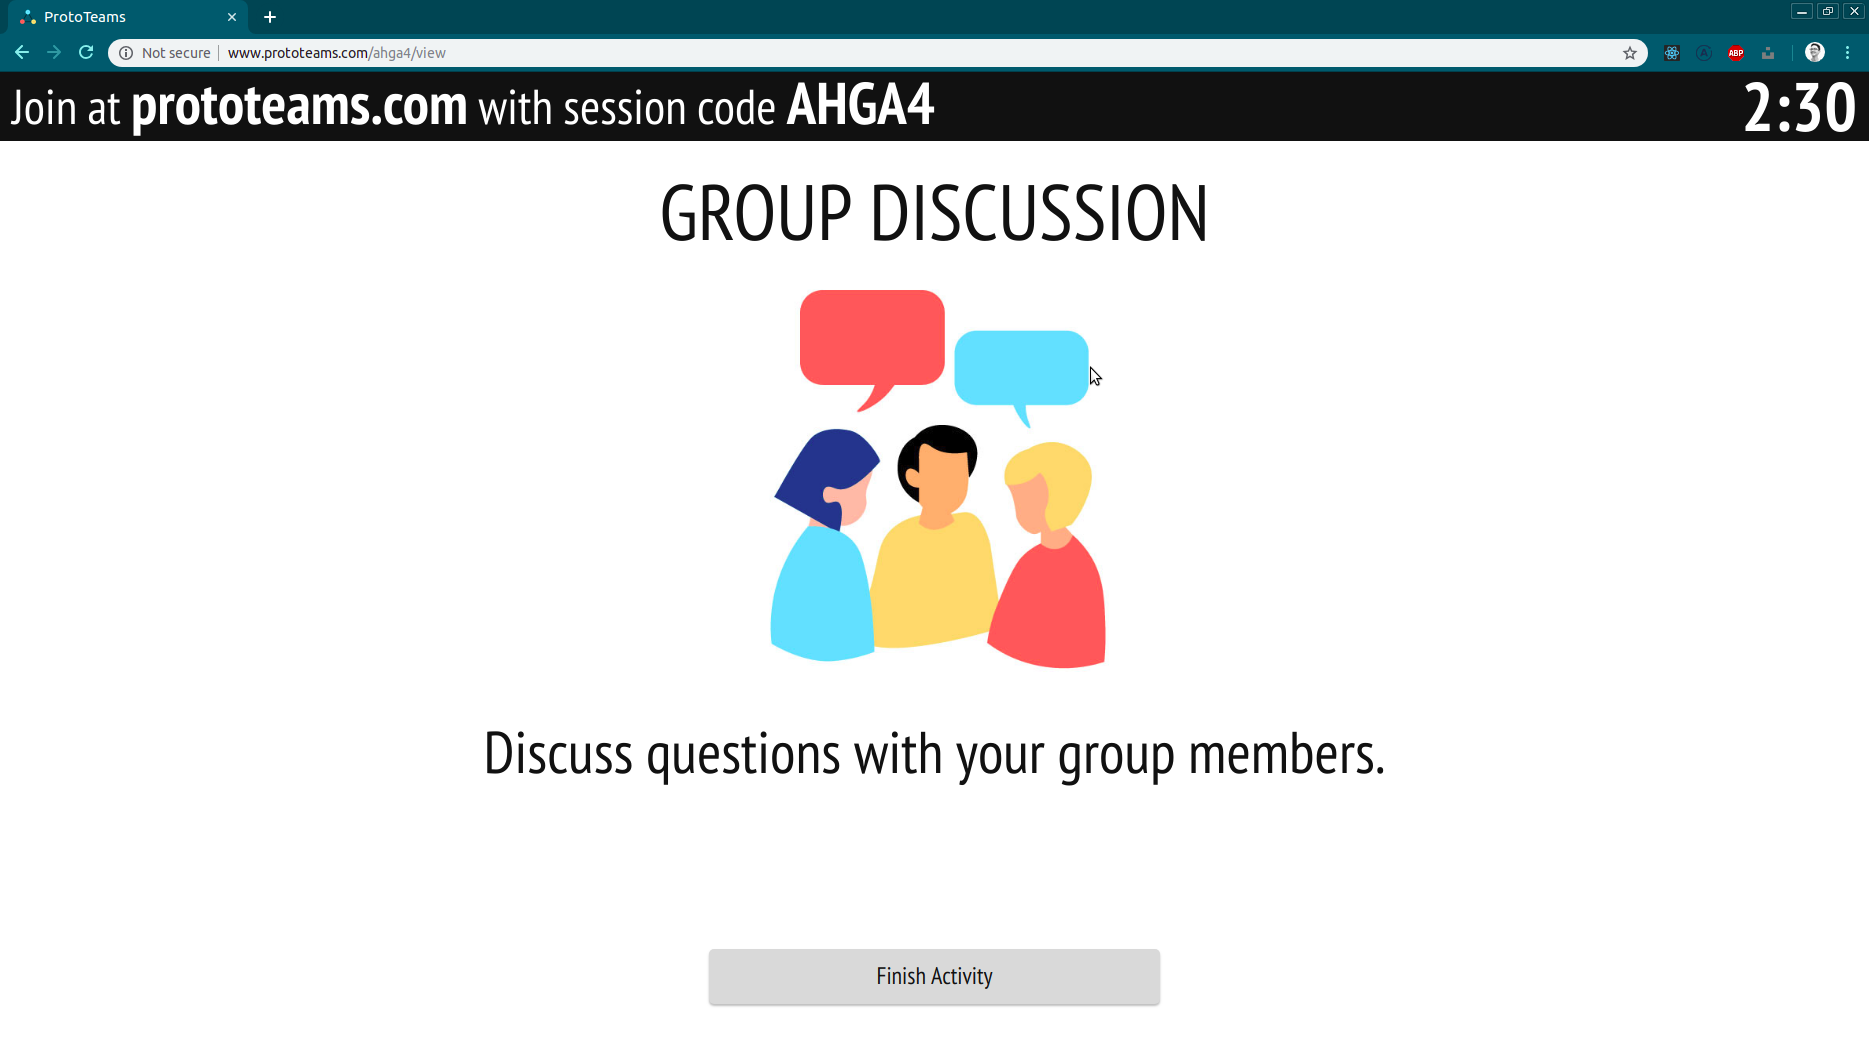 ProtoTeams
Not secure www.prototeams.com/ahga4/view
ABP
Join at prototeams.com with session code AHGA4
2:30
GROUP DISCUSSION
Discuss questions with your group members.
Finish Activity